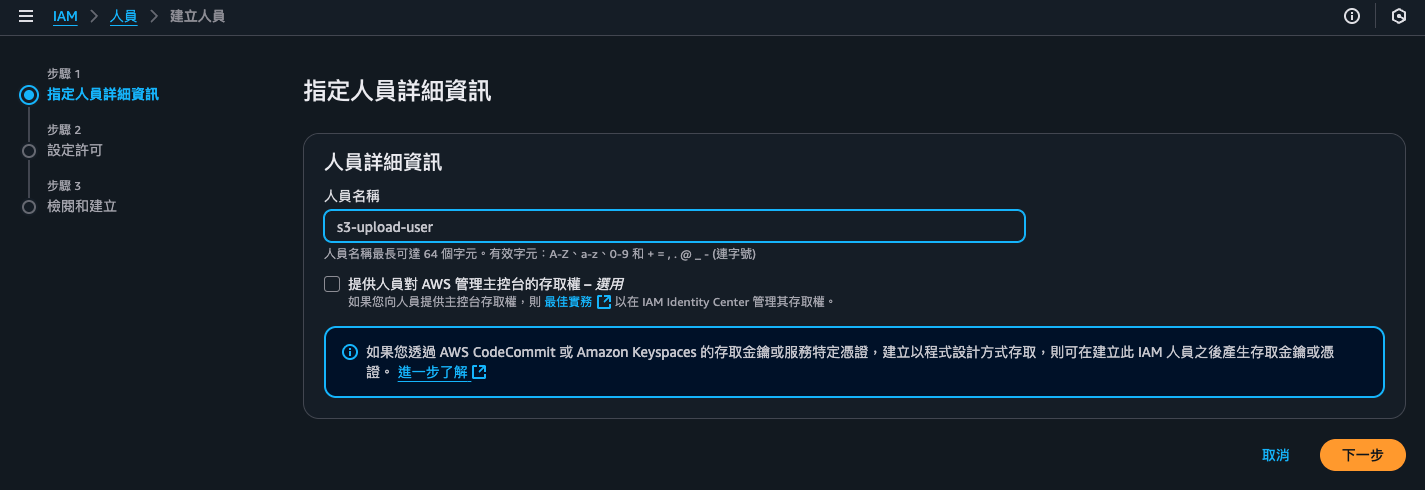 IAM > 人員 > 建立人員
步驟 1
指定人員詳細資訊
步驟 2
設定許可
步驟 3
檢閱和建立
指定人員詳細資訊
人員詳細資訊
人員名稱
s3-upload-user
人員名稱最長可達 64 個字元。有效字元：A-Z、a-z、0-9 和 + = , . @ _ - (連字號)
提供人員對 AWS 管理主控台的存取權 – 選用
如果您向人員提供主控台存取權，則 最佳實務 以在 IAM Identity Center 管理其存取權。
如果您透過 AWS CodeCommit 或 Amazon Keyspaces 的存取金鑰或服務特定憑證，建立以程式設計方式存取，則可在建立此 IAM 人員之後產生存取金鑰或憑
證。 進一步了解
取消
下一步